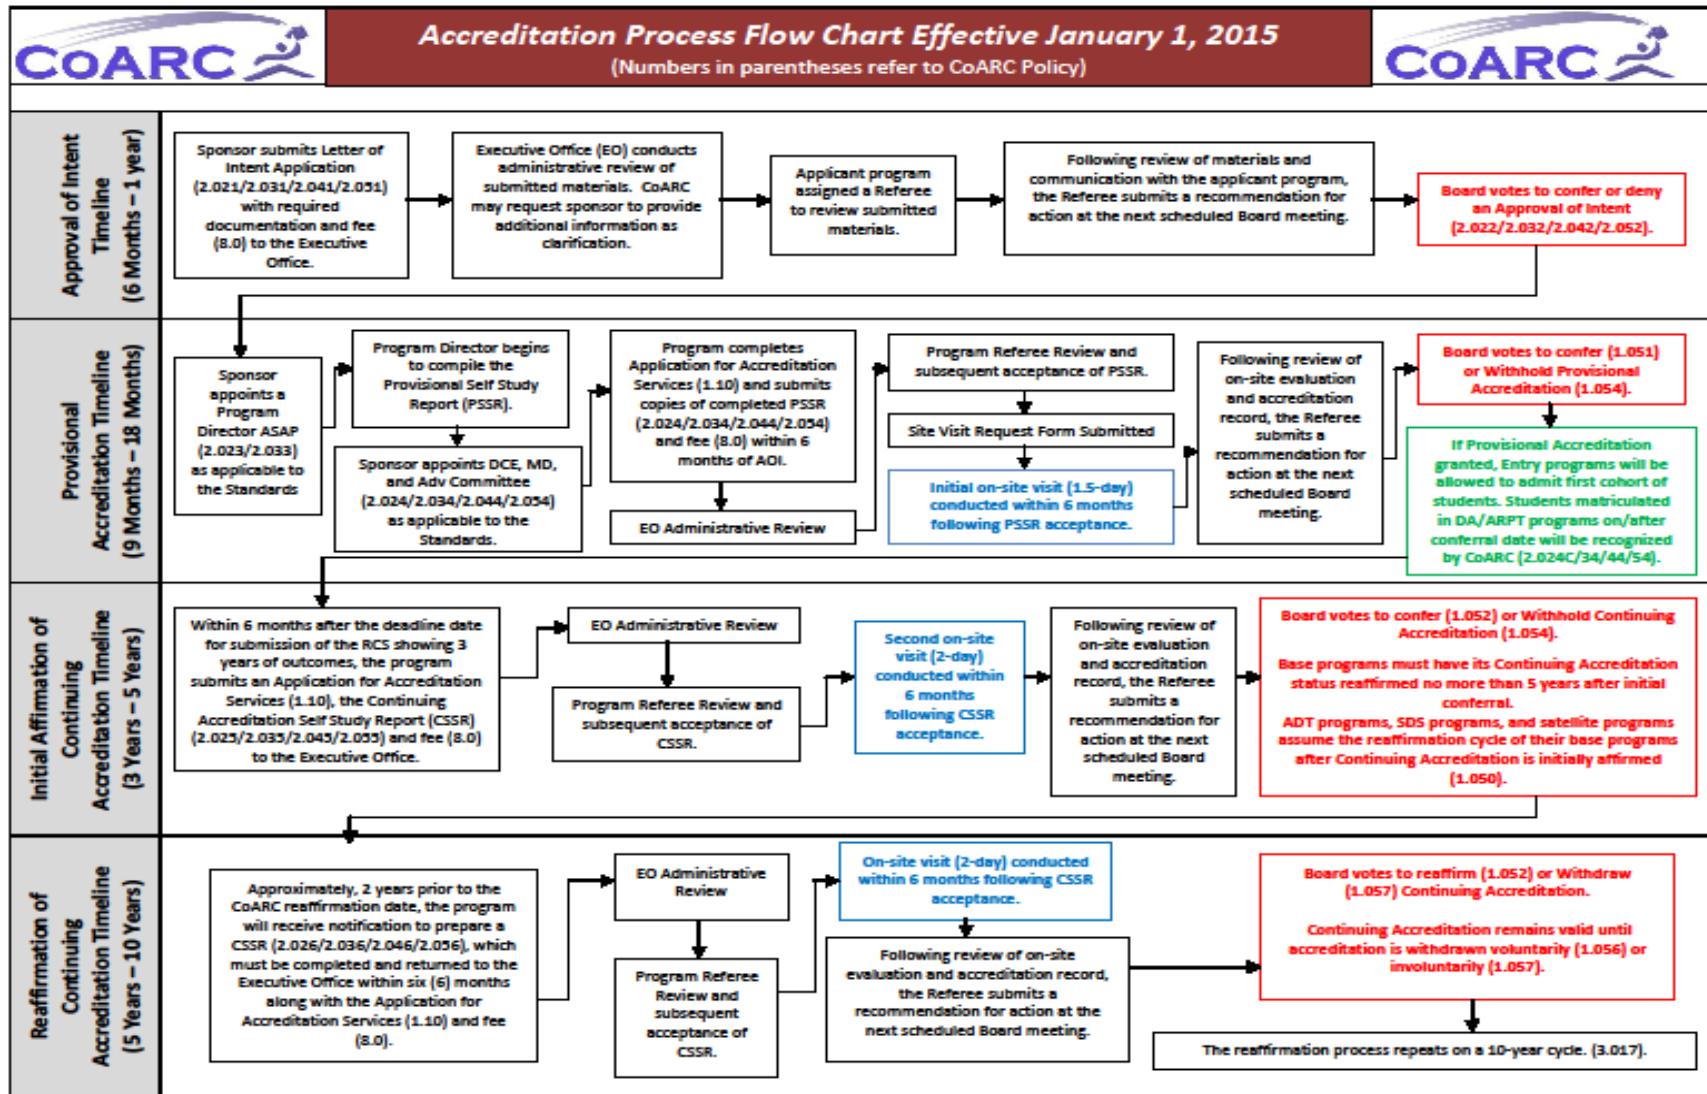 CoARC
Accreditation Process Flow Chart Effective January 1, 2015
(Numbers in parentheses refer to CoARC Policy)
CoARC
Approval of Intent
Timeline
(6 Months – 1 year)
Sponsor submits Letter of
Intent Application
(2.021/2.031/2.041/2.051)
with required
documentation and fee
(8.0) to the Executive
Office.
Executive Office (EO) conducts
administrative review of
submitted materials. CoARC
may request sponsor to provide
additional information as
clarification.
Applicant program
assigned a Referee
to review submitted
materials.
Following review of materials and
communication with the applicant program,
the Referee submits a recommendation for
action at the next scheduled Board meeting.
Board votes to confer or deny
an Approval of Intent
(2.022/2.032/2.042/2.052).
Provisional
Accreditation Timeline
(9 Months – 18 Months)
Sponsor
appoints a
Program
Director ASAP
(2.023/2.033)
as applicable to
the Standards
Program Director begins
to compile the
Provisional Self Study
Report (PSSR).
Sponsor appoints DCE, MD,
and Adv Committee
(2.024/2.034/2.044/2.054)
as applicable to the
Standards.
Program completes
Application for Accreditation
Services (1.10) and submits
copies of completed PSSR
(2.024/2.034/2.044/2.054)
and fee (8.0) within 6
months of AOI.
EO Administrative Review
Program Referee Review and
subsequent acceptance of PSSR.
Site Visit Request Form Submitted
Initial on-site visit (1.5-day)
conducted within 6 months
following PSSR acceptance.
Following review of
on-site evaluation
and accreditation
record, the Referee
submits a
recommendation for
action at the next
scheduled Board
meeting.
Board votes to confer (1.051)
or Withhold Provisional
Accreditation (1.054).
If Provisional Accreditation
granted, Entry programs will be
allowed to admit first cohort of
students. Students matriculated
in DA/ARPT programs on/after
conferral date will be recognized
by CoARC (2.024C/34/44/54).
Initial Affirmation of
Continuing
Accreditation Timeline
(3 Years – 5 Years)
Within 6 months after the deadline date
for submission of the RCS showing 3
years of outcomes, the program
submits an Application for Accreditation
Services (1.10), the Continuing
Accreditation Self Study Report (CSSR)
(2.025/2.035/2.045/2.055) and fee (8.0)
to the Executive Office.
EO Administrative Review
Program Referee Review and
subsequent acceptance of
CSSR.
Second on-site
visit (2-day)
conducted within
6 months
following CSSR
acceptance.
Following review of
on-site evaluation
and accreditation
record, the Referee
submits a
recommendation for
action at the next
scheduled Board
meeting.
Board votes to confer (1.052) or Withhold Continuing
Accreditation (1.054).
Base programs must have its Continuing Accreditation
status reaffirmed no more than 5 years after initial
conferral.
ADT programs, SDS programs, and satellite programs
assume the reaffirmation cycle of their base programs
after Continuing Accreditation is initially affirmed
(1.050).
Reaffirmation of
Continuing
Accreditation Timeline
(5 Years – 10 Years)
Approximately, 2 years prior to the
CoARC reaffirmation date, the program
will receive notification to prepare a
CSSR (2.026/2.036/2.046/2.056), which
must be completed and returned to the
Executive Office within six (6) months
along with the Application for
Accreditation Services (1.10) and fee
(8.0).
EO Administrative
Review
Program Referee
Review and
subsequent
acceptance of
CSSR.
On-site visit (2-day) conducted
within 6 months following CSSR
acceptance.
Following review of on-site
evaluation and accreditation record,
the Referee submits a
recommendation for action at the
next scheduled Board meeting.
Board votes to reaffirm (1.052) or Withdraw
(1.057) Continuing Accreditation.
Continuing Accreditation remains valid until
accreditation is withdrawn voluntarily (1.056) or
involuntarily (1.057).
The reaffirmation process repeats on a 10-year cycle. (3.017).